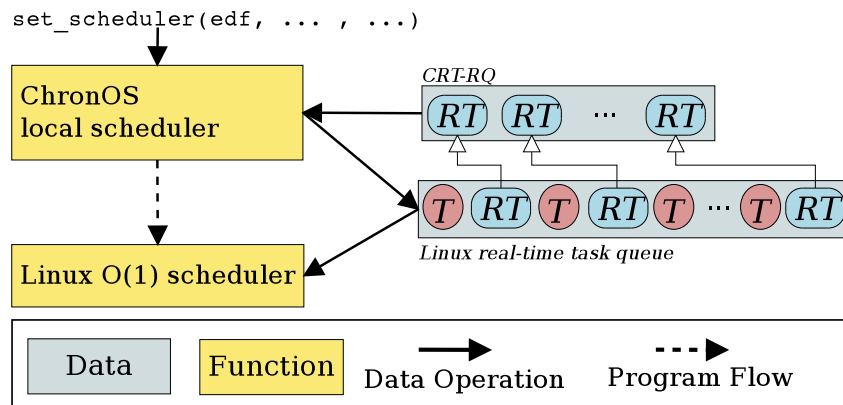 set_scheduler(edf, ... , ...)
CRT-RQ
ChronOS
local scheduler
RT RT ... RT
T RT T RT T ... T RT
Linux real-time task queue
Linux O(1) scheduler
Data
Function
Data Operation
Program Flow